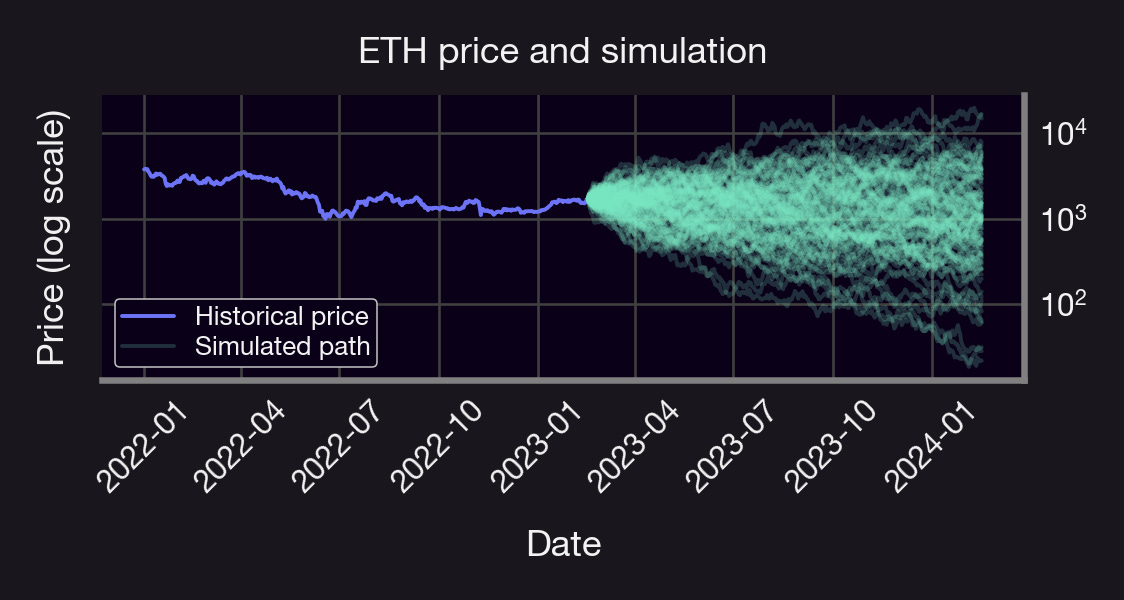 ETH price and simulation
Price (log scale)
10⁴
10³
10²
Historical price
Simulated path
2022-01
2022-04
2022-07
2022-10
2023-01
2023-04
2023-07
2023-10
2024-01
Date